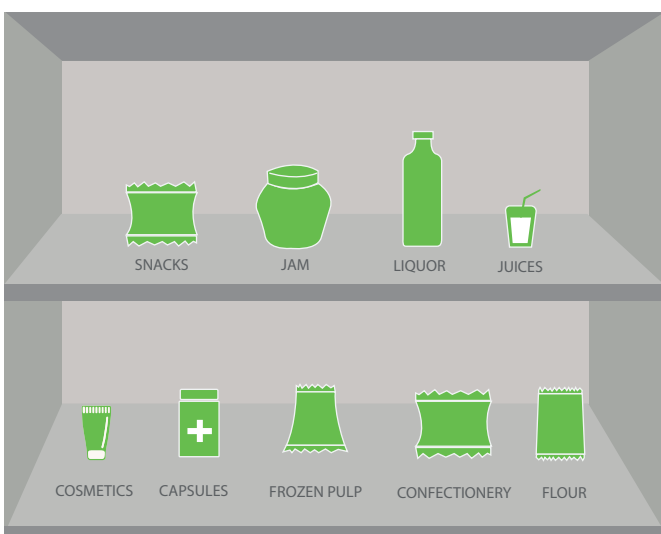 SNACKS
JAM
LIQUOR
JUICES
COSMETICS
CAPSULES
FROZEN PULP
CONFECTIONERY
FLOUR